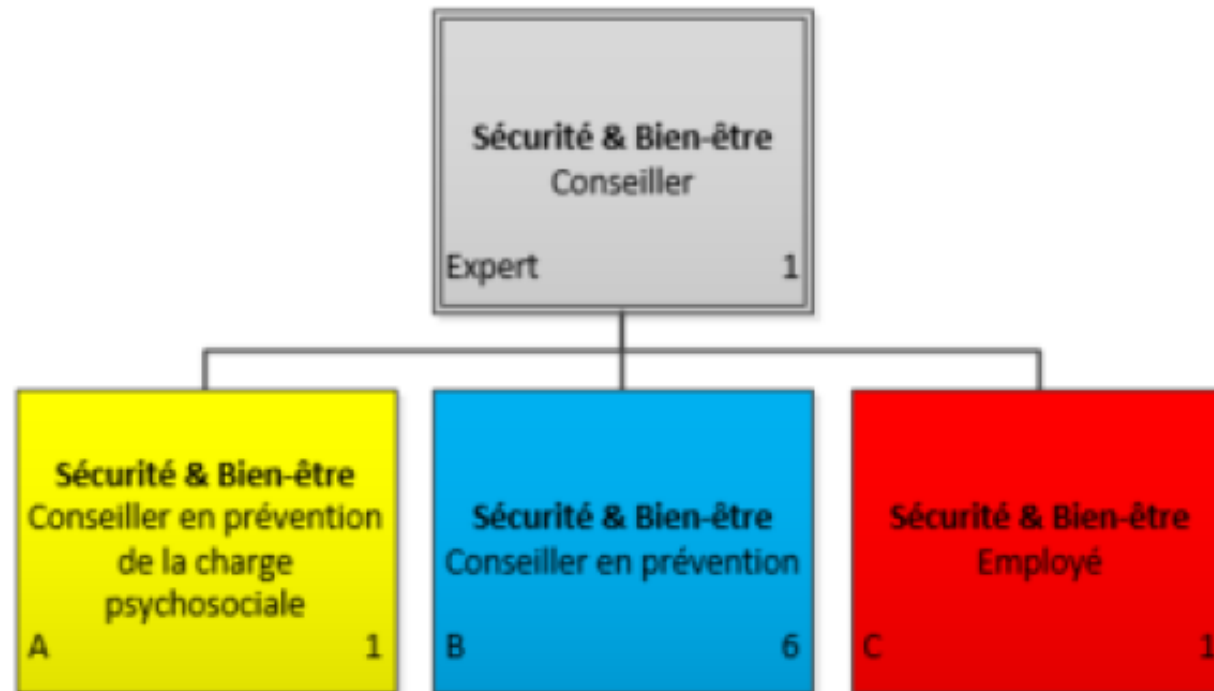 Sécurité & Bien-être
Conseiller
Expert 1
Sécurité & Bien-être
Conseiller en prévention
de la charge
psychosociale
A 1
Sécurité & Bien-être
Conseiller en prévention
B 6
Sécurité & Bien-être
Employé
C 1